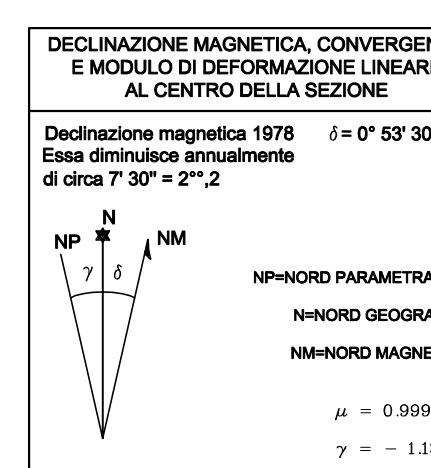 DECLINAZIONE MAGNETICA, CONVERGEN
E MODULO DI DEFORMAZIONE LINEAR
AL CENTRO DELLA SEZIONE
Declinazione magnetica 1978 δ = 0° 53' 30
Essa diminuisce annualmente
di circa 7' 30" = 2°°,2
N
NP NM
γ δ
NP=NORD PARAMETRA
N=NORD GEOGRA
NM=NORD MAGNE
μ = 0.999
γ = - 1.13